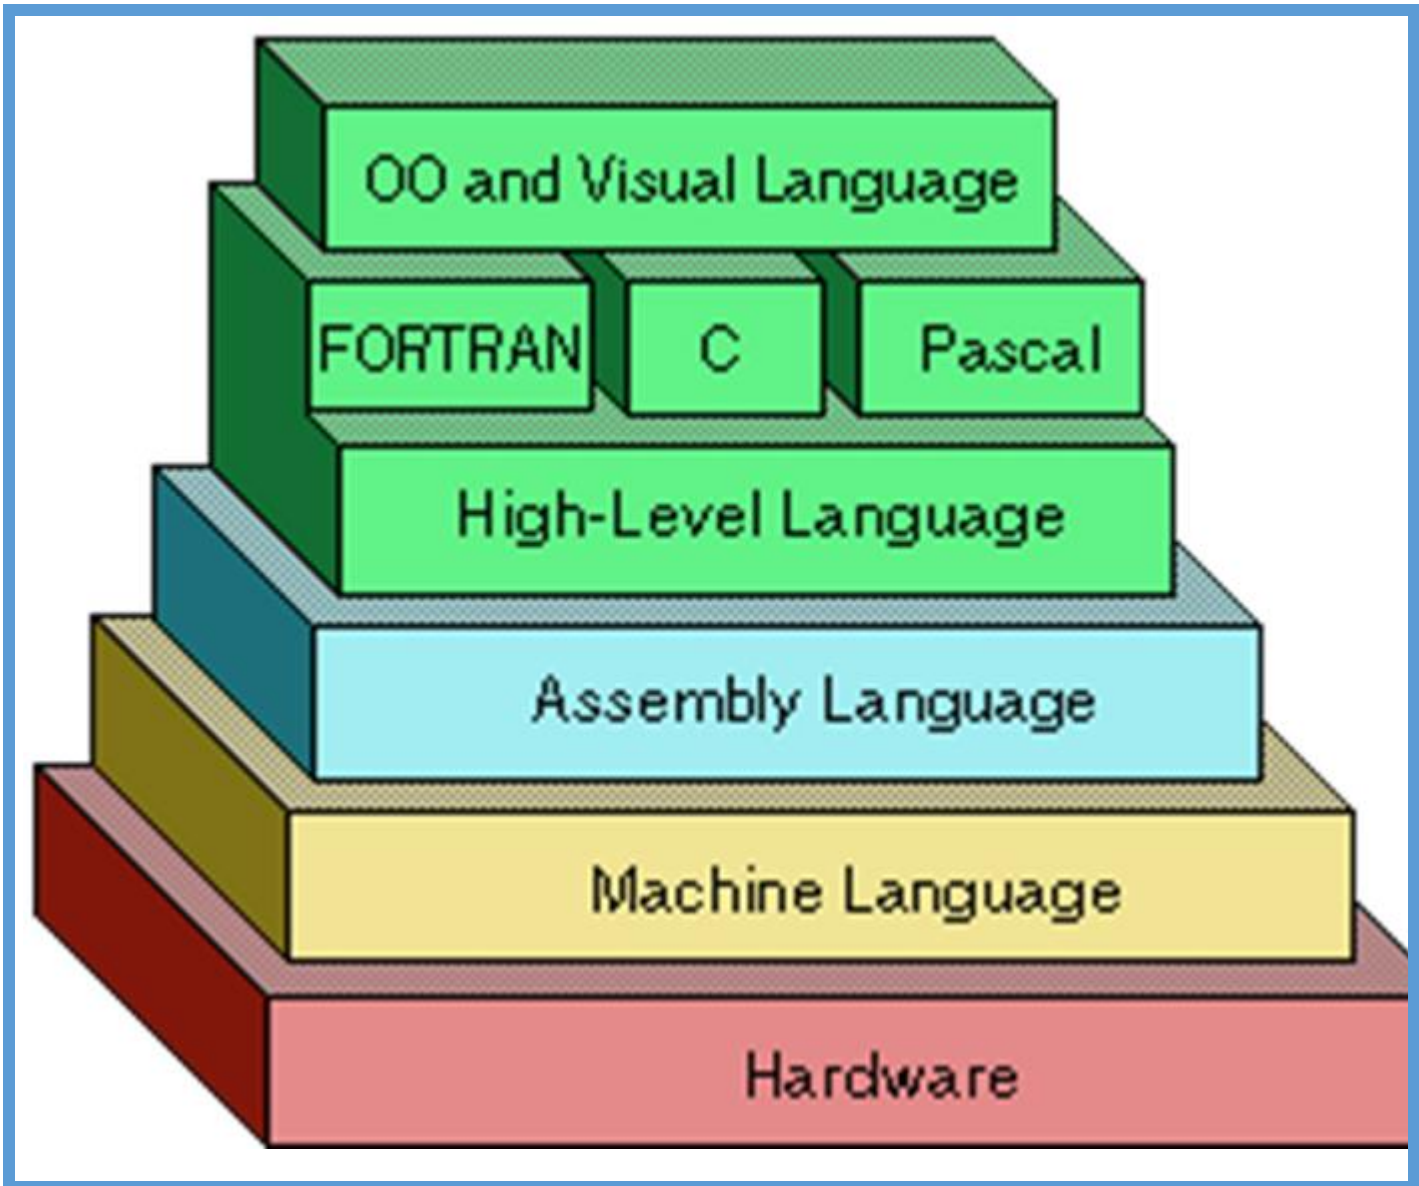 OO and Visual Language
FORTRAN C Pascal
High-Level Language
Assembly Language
Machine Language
Hardware